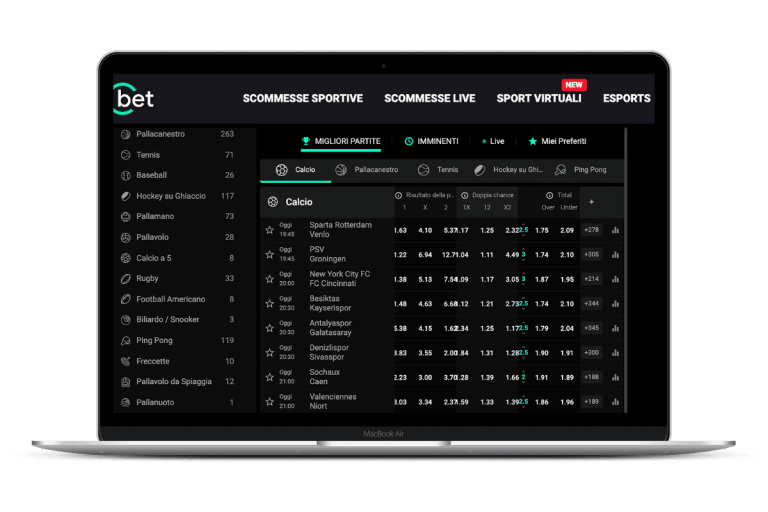 bet
SCOMMESSE SPORTIVE SCOMMESSE LIVE NEW SPORT VIRTUALI ESPORTS
Pallacanestro 263
Tennis 71
Baseball 26
Hockey su Ghiaccio 117
Pallamano 73
Pallavolo 28
Calcio a 5 8
Rugby 33
Football Americano 8
Biliardo / Snooker 3
Ping Pong 119
Freccette 10
Pallavolo da Spiaggia 12
Pallanuoto 1
MIGLIORI PARTITE IMMINENTI Live Miei Preferiti
Calcio Pallacanestro Tennis Hockey su Ghi... Ping Pong
Calcio Risultato della p... Doppia chance Total +
1 X 2 1X 12 X2 Over Under
Oggi 19:45 Sparta Rotterdam Venlo 1.63 4.10 5.37 1.17 1.25 2.32 2.5 1.75 2.09 +278
Oggi 19:45 PSV Groningen 1.22 6.94 12.7 1.04 1.11 4.49 3 1.74 2.10 +305
Oggi 20:00 New York City FC FC Cincinnati 1.38 5.13 7.54 1.09 1.17 3.05 3 1.87 1.95 +214
Oggi 20:30 Besiktas Kayserispor 1.48 4.63 6.68 1.12 1.21 2.73 2.5 1.74 2.10 +344
Oggi 20:30 Antalyaspor Galatasaray 5.38 4.15 1.62 2.34 1.25 1.17 2.5 1.79 2.04 +345
Oggi 20:30 Denizlispor Sivasspor 3.83 3.55 2.00 1.84 1.31 1.28 2.5 1.90 1.91 +300
Oggi 21:00 Sochaux Caen 2.23 3.00 3.70 1.28 1.39 1.66 2 1.91 1.89 +188
Oggi 21:00 Valenciennes Niort 3.03 3.34 2.37 1.59 1.33 1.39 2.5 1.86 1.96 +189
MacBook Air